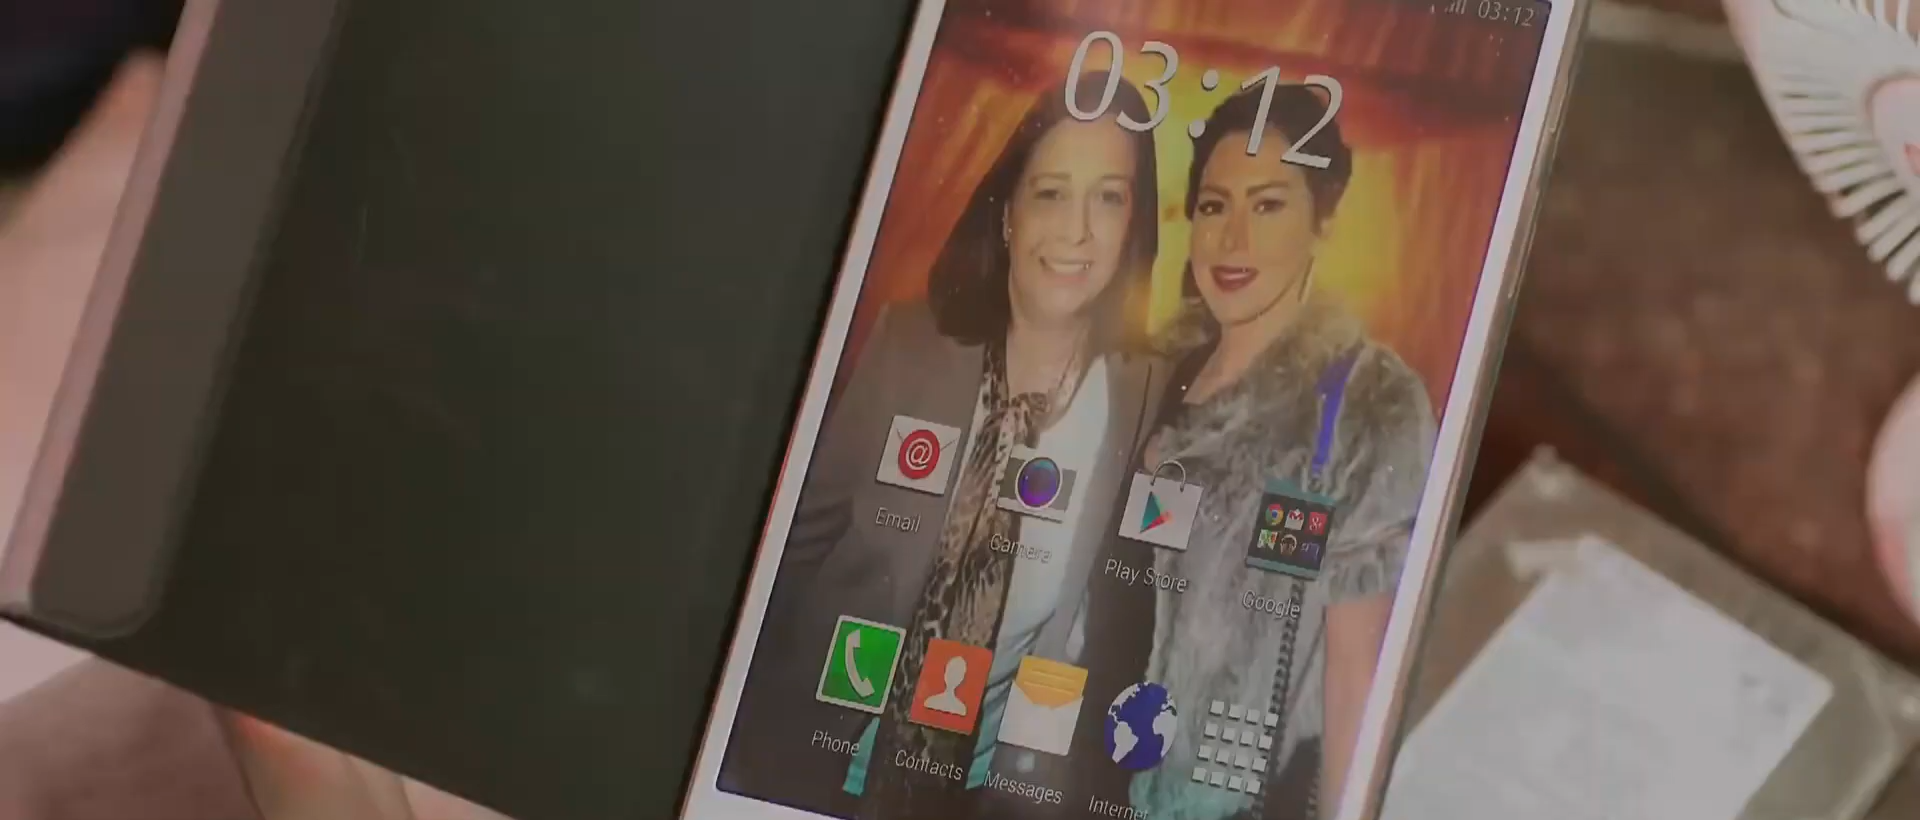 03:12
03:12
Email
Camera
Play Store
Google
Phone
Contacts
Messages
Internet